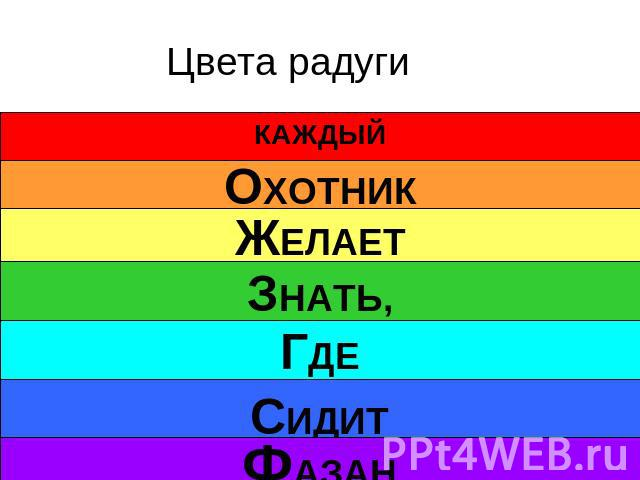 Цвета радуги
КАЖДЫЙ
ОХОТНИК
ЖЕЛАЕТ
ЗНАТЬ,
ГДЕ
СИДИТ
ФАЗАН
PPt4WEB.ru